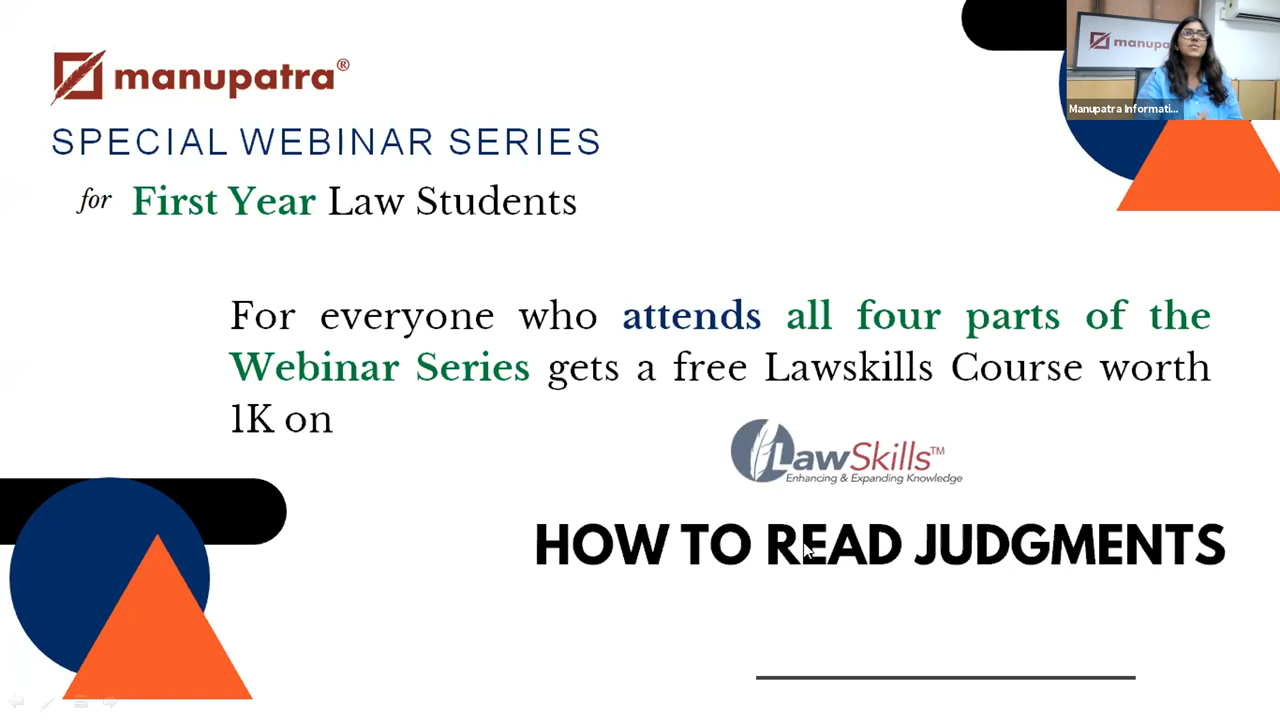 manupatra®
SPECIAL WEBINAR SERIES
for First Year Law Students
For everyone who attends all four parts of the
Webinar Series gets a free Lawskills Course worth
1K on
LawSkills™
Enhancing & Expanding Knowledge
HOW TO READ JUDGMENTS
manupa
Manupatra Informati...